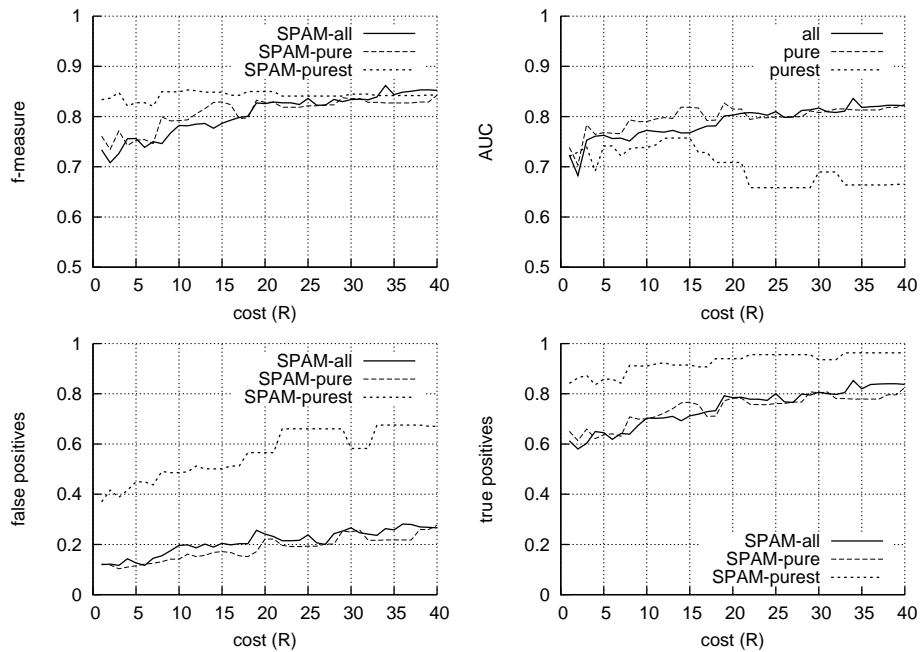 1
0.9
0.8
0.7
0.6
0.5
0 5 10 15 20 25 30 35 40
f-measure
cost (R)
SPAM-all
SPAM-pure
SPAM-purest
1
0.9
0.8
0.7
0.6
0.5
0 5 10 15 20 25 30 35 40
AUC
cost (R)
all
pure
purest
1
0.8
0.6
0.4
0.2
0
0 5 10 15 20 25 30 35 40
false positives
cost (R)
SPAM-all
SPAM-pure
SPAM-purest
1
0.8
0.6
0.4
0.2
0
0 5 10 15 20 25 30 35 40
true positives
cost (R)
SPAM-all
SPAM-pure
SPAM-purest